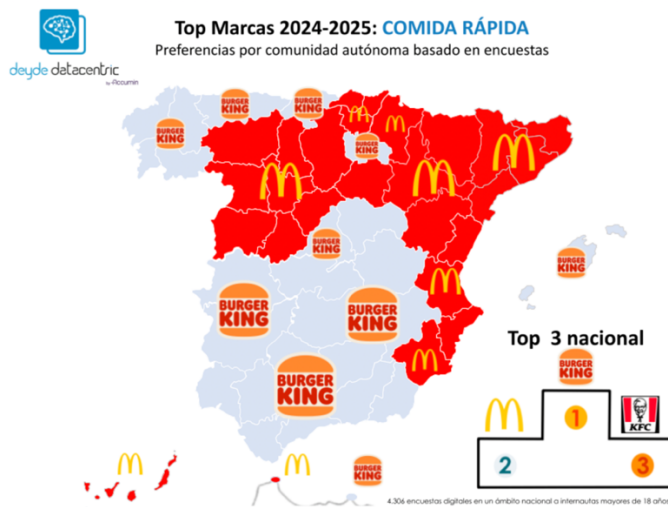 Top Marcas 2024-2025: COMIDA RÁPIDA
Preferencias por comunidad autónoma basado en encuestas
deyde datacentric
by Accumin
BURGER KING
BURGER KING
BURGER KING
BURGER KING
BURGER KING
BURGER KING
BURGER KING
BURGER KING
BURGER KING
Top 3 nacional
BURGER KING
1
KFC
2
3
BURGER KING
4.306 encuestas digitales en un ámbito nacional a internautas mayores de 18 años